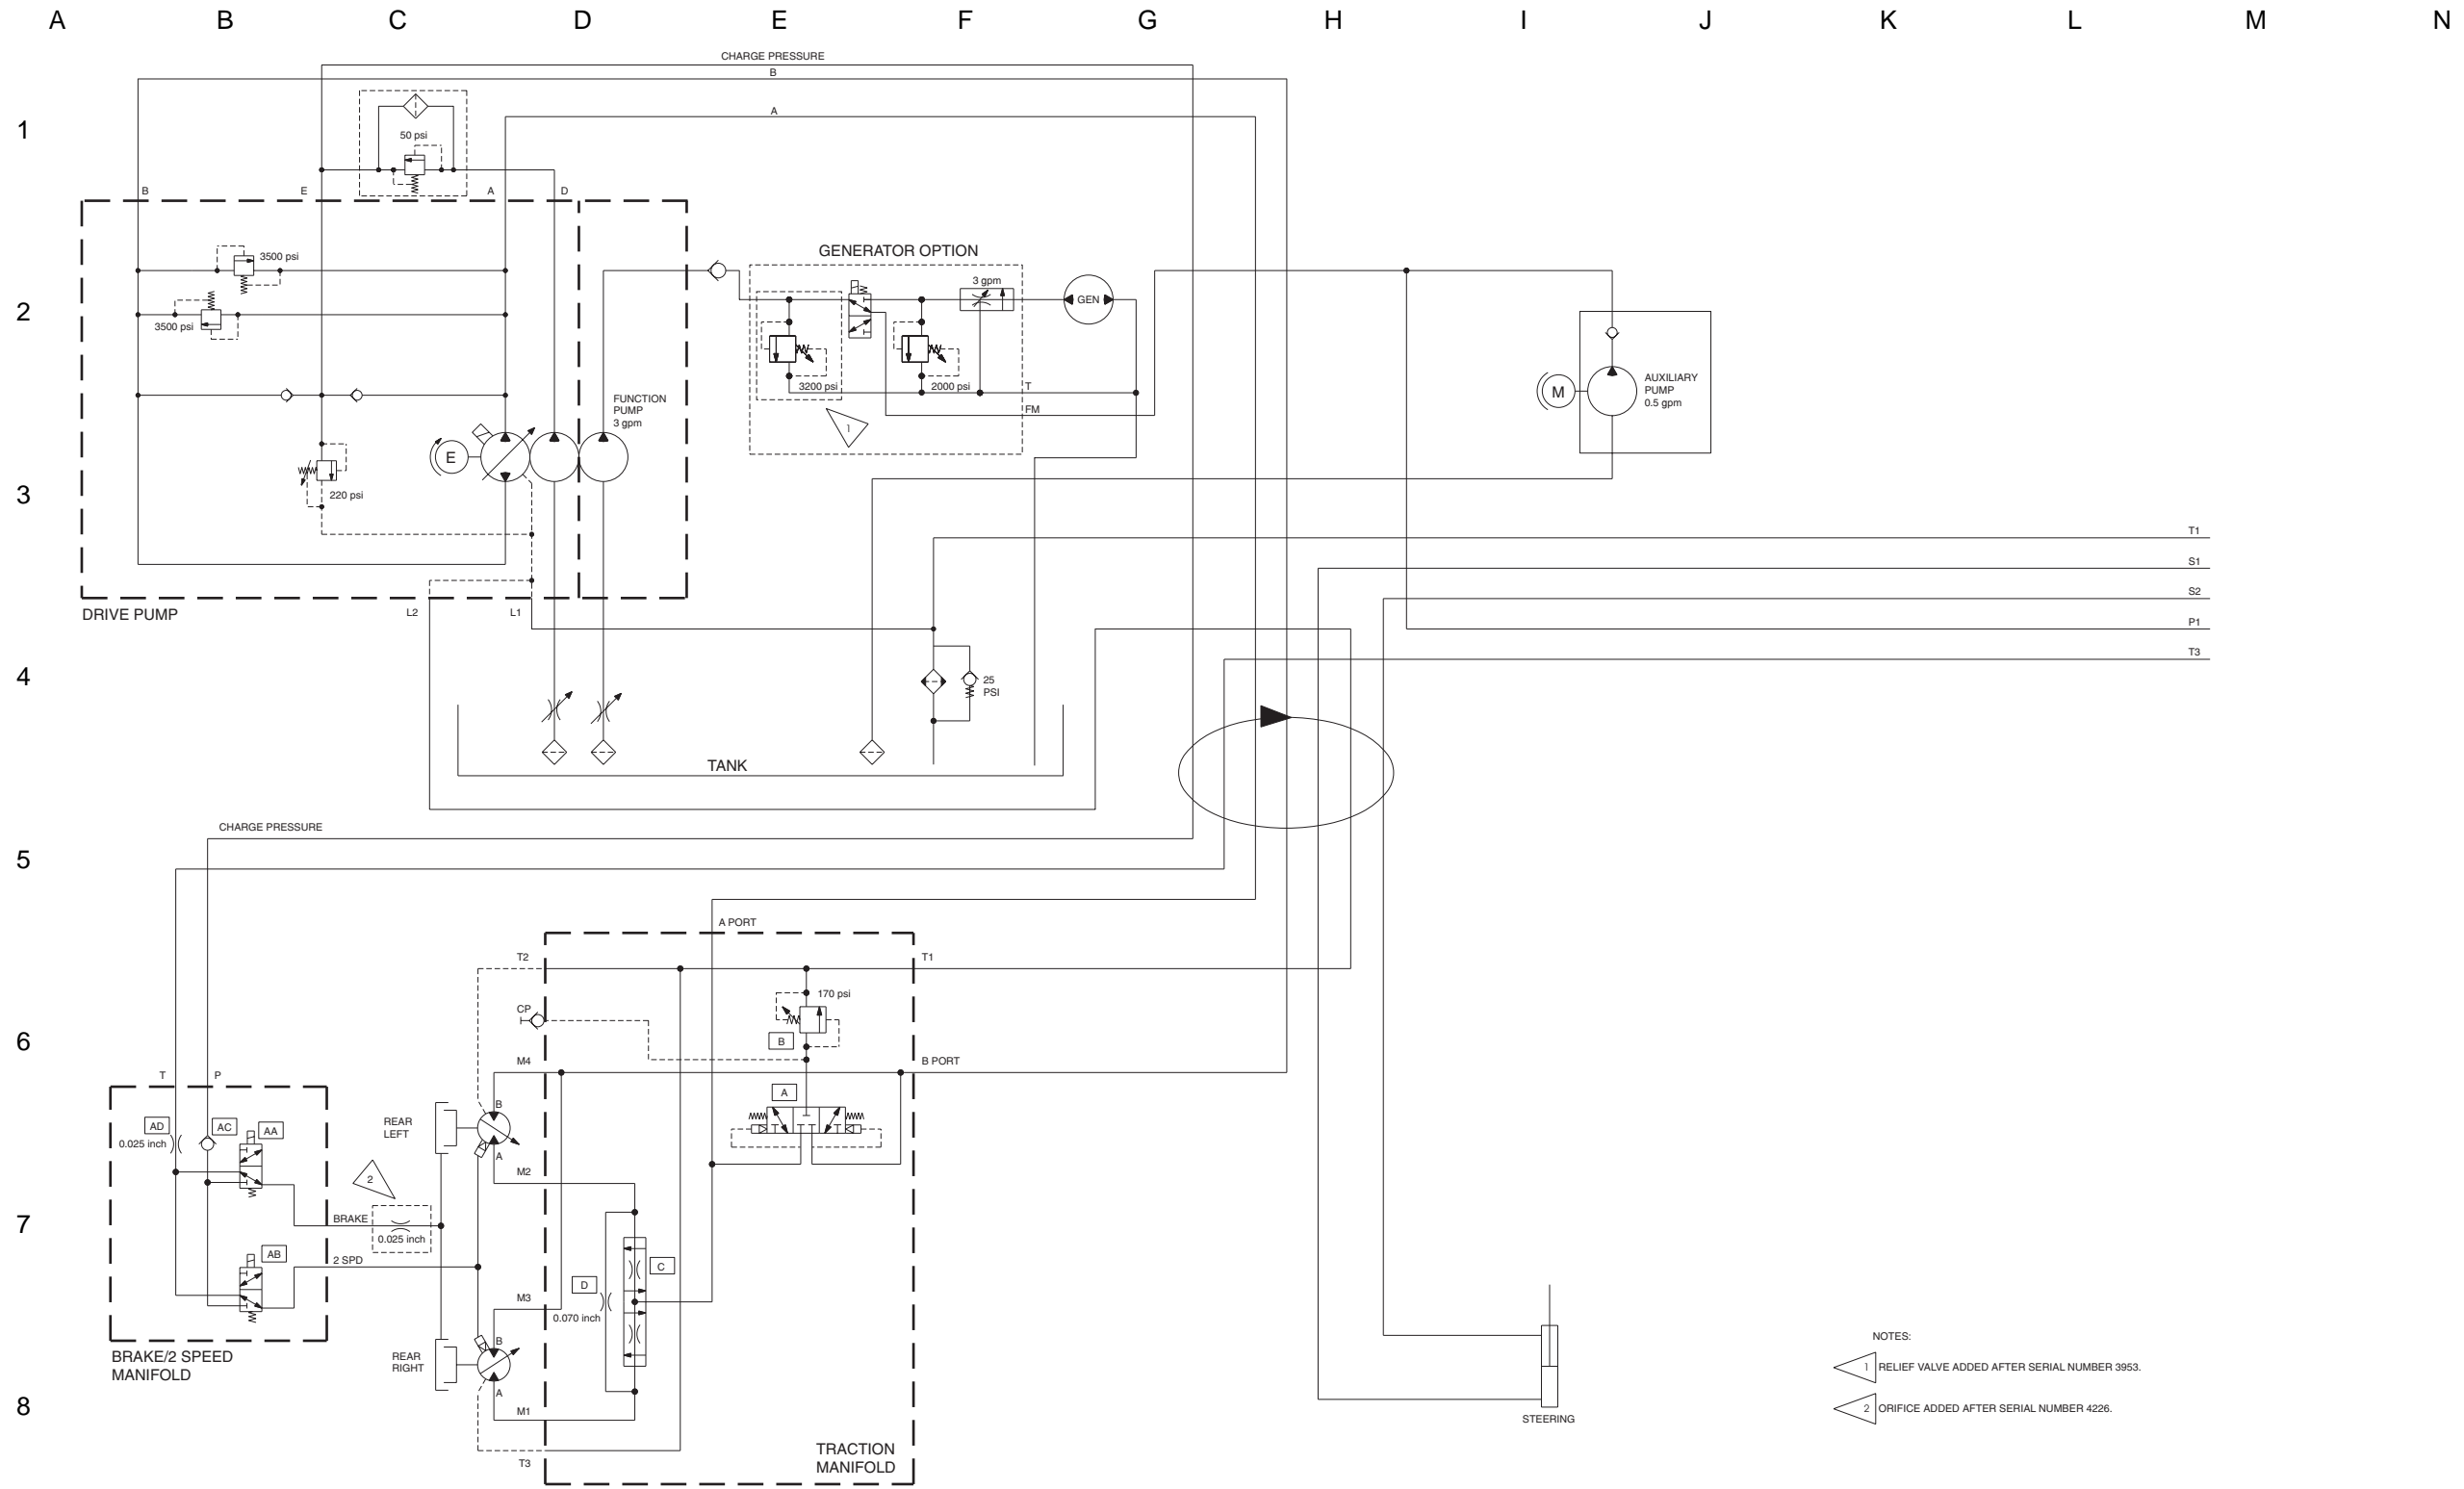 A B C D E F G H I J K L M N
CHARGE PRESSURE
B
A
1
50 psi
B E A D
GENERATOR OPTION
3500 psi
3 gpm
2
GEN
3500 psi
3200 psi
2000 psi
T
FM
1
FUNCTION
PUMP
3 gpm
M
AUXILIARY
PUMP
0.5 gpm
E
3
220 psi
T1
S1
S2
P1
T3
DRIVE PUMP
L2 L1
4
25
PSI
TANK
CHARGE PRESSURE
5
A PORT
T2
T1
170 psi
CP
6
B
M4
B PORT
T P
A
AD
0.025 inch
AC
AA
REAR
LEFT
B
A
M2
2
7
BRAKE
0.025 inch
AB
2 SPD
C
D
0.070 inch
M3
BRAKE/2 SPEED
MANIFOLD
REAR
RIGHT
B
A
8
M1
T3
TRACTION
MANIFOLD
STEERING
NOTES:
1 RELIEF VALVE ADDED AFTER SERIAL NUMBER 3953.
2 ORIFICE ADDED AFTER SERIAL NUMBER 4226.